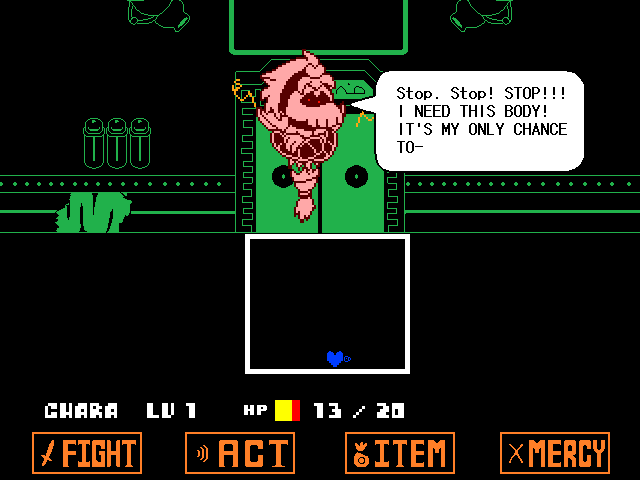 Stop. Stop! STOP!!!
I NEED THIS BODY!
IT'S MY ONLY CHANCE
TO-
CHARA LV 1 HP 13 / 20
FIGHT ACT ITEM MERCY